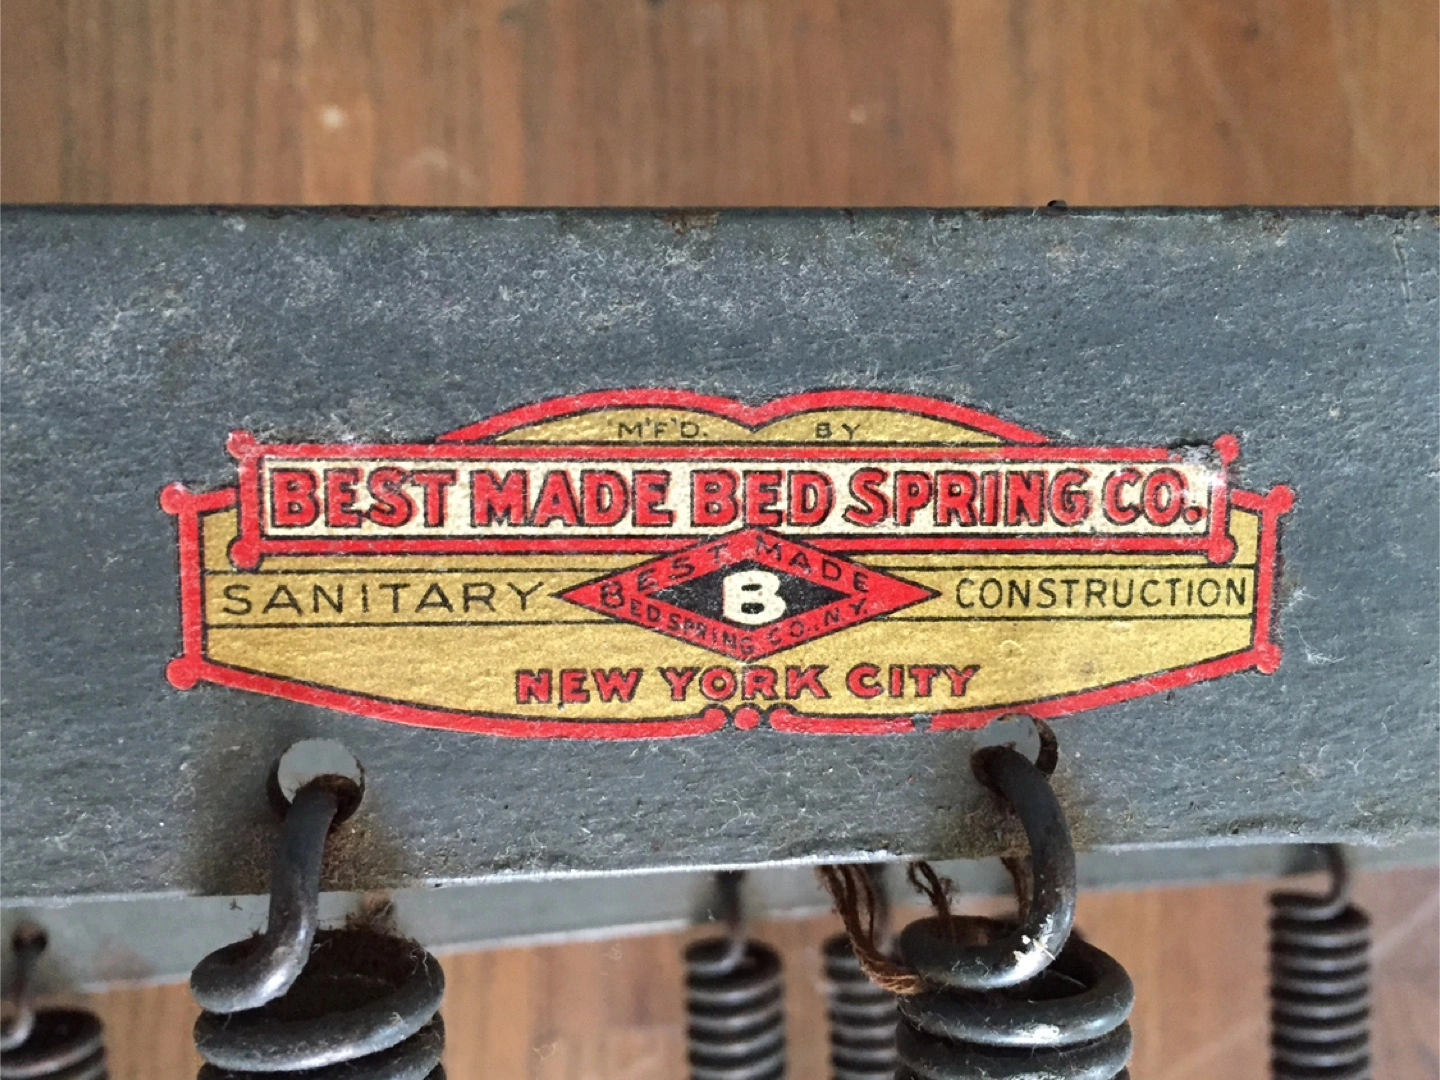 M'F'D. BY
BEST MADE BED SPRING CO.
SANITARY CONSTRUCTION
BEST MADE
B
BED SPRING CO. N.Y.
NEW YORK CITY